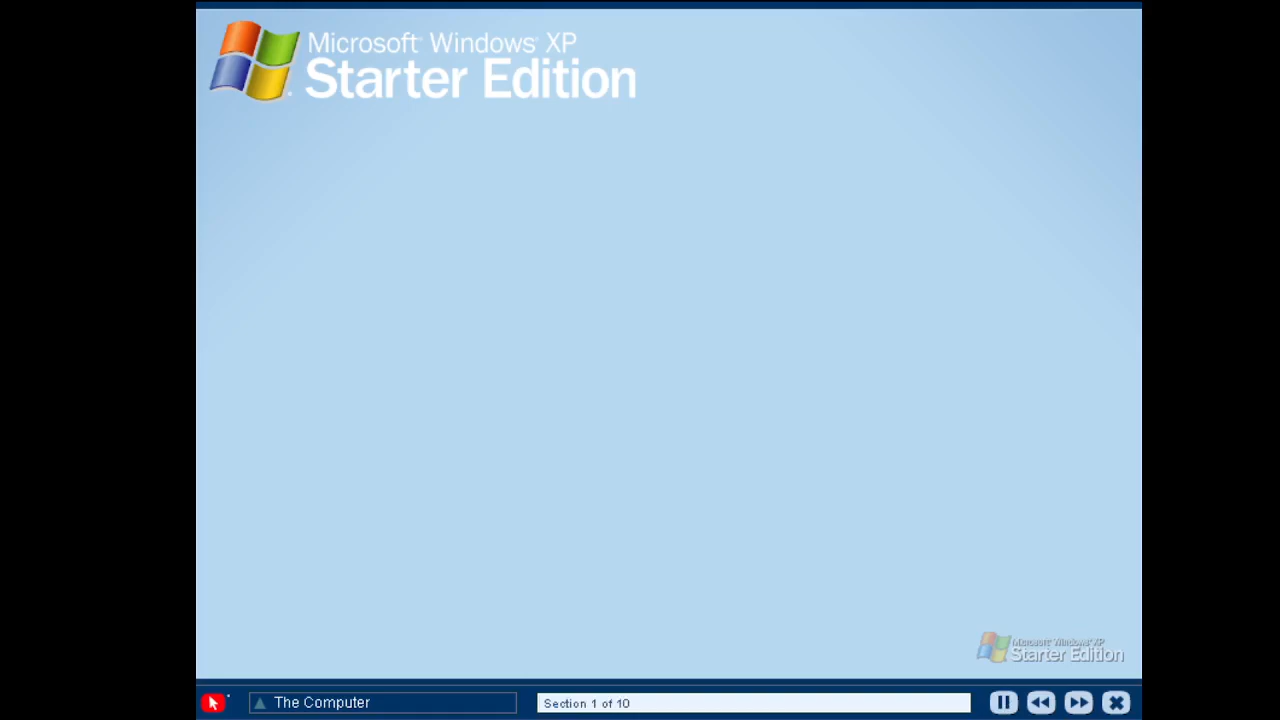 Microsoft Windows XP
Starter Edition
Microsoft Windows XP
Starter Edition
The Computer
Section 1 of 10